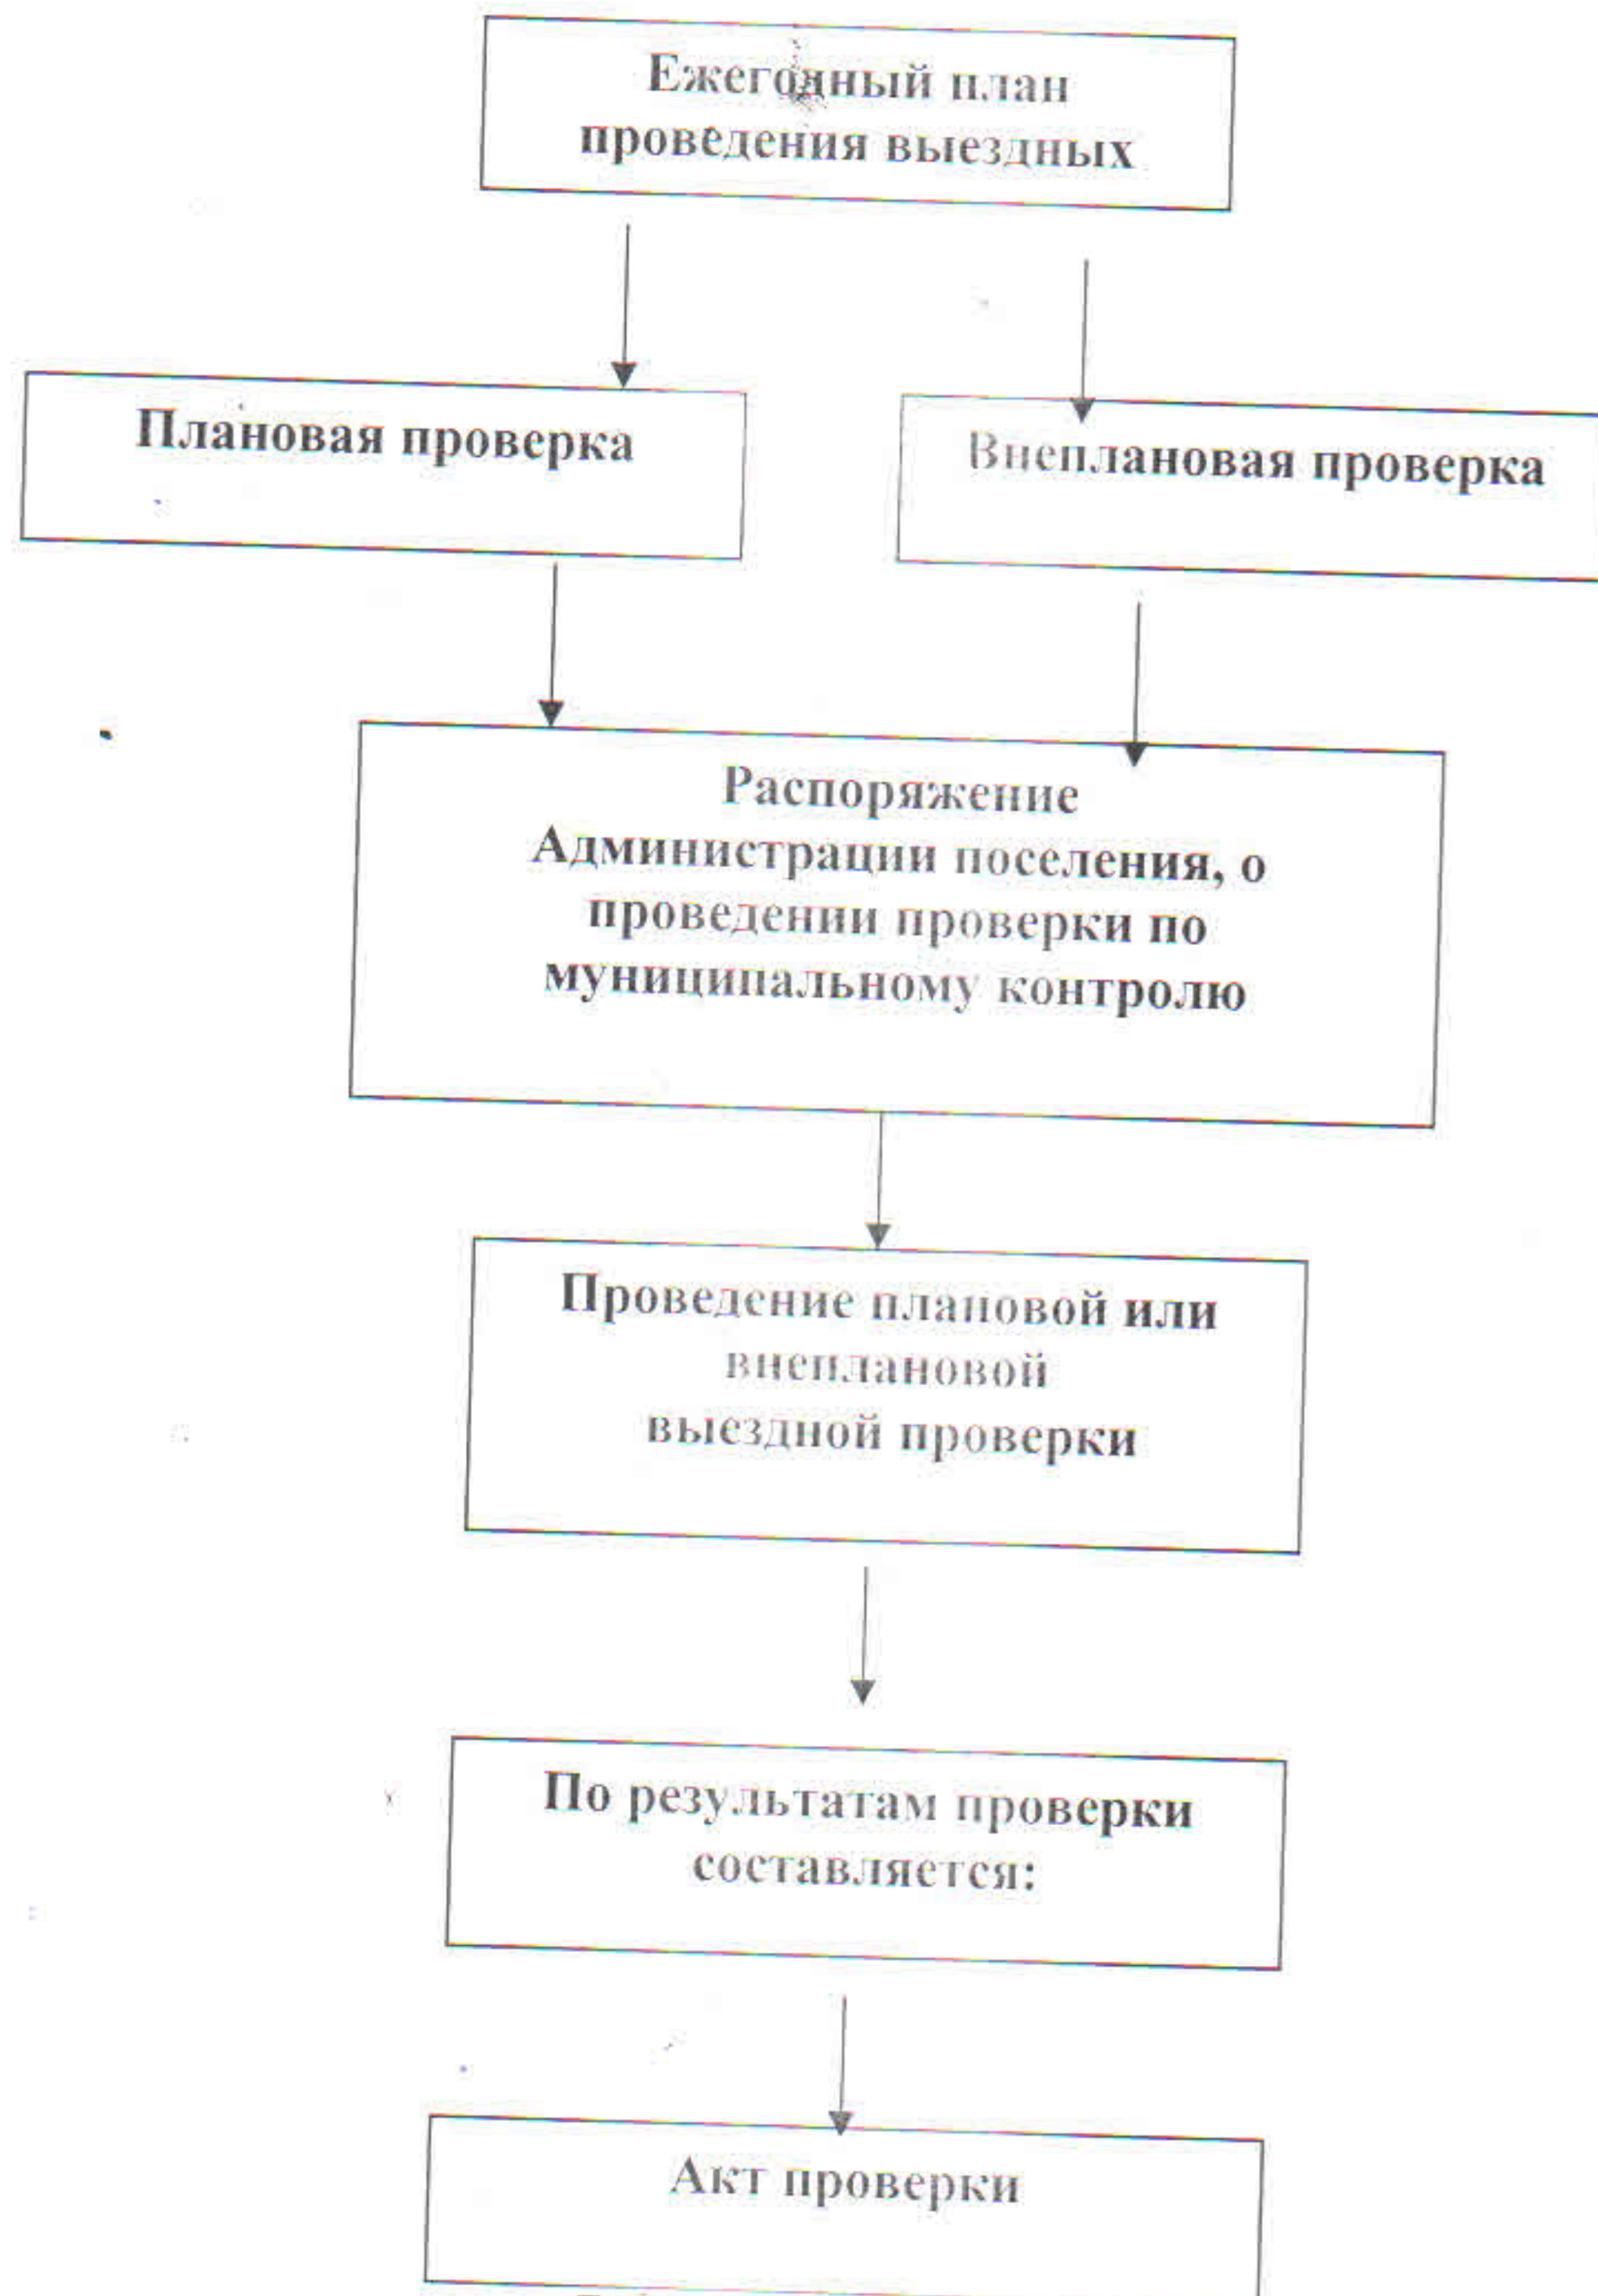 Ежегодный план
проведения выездных
Плановая проверка
Внеплановая проверка
Распоряжение
Администрации поселения, о
проведении проверки по
муниципальному контролю
Проведение плановой или
внеплановой
выездной проверки
По результатам проверки
составляется:
Акт проверки